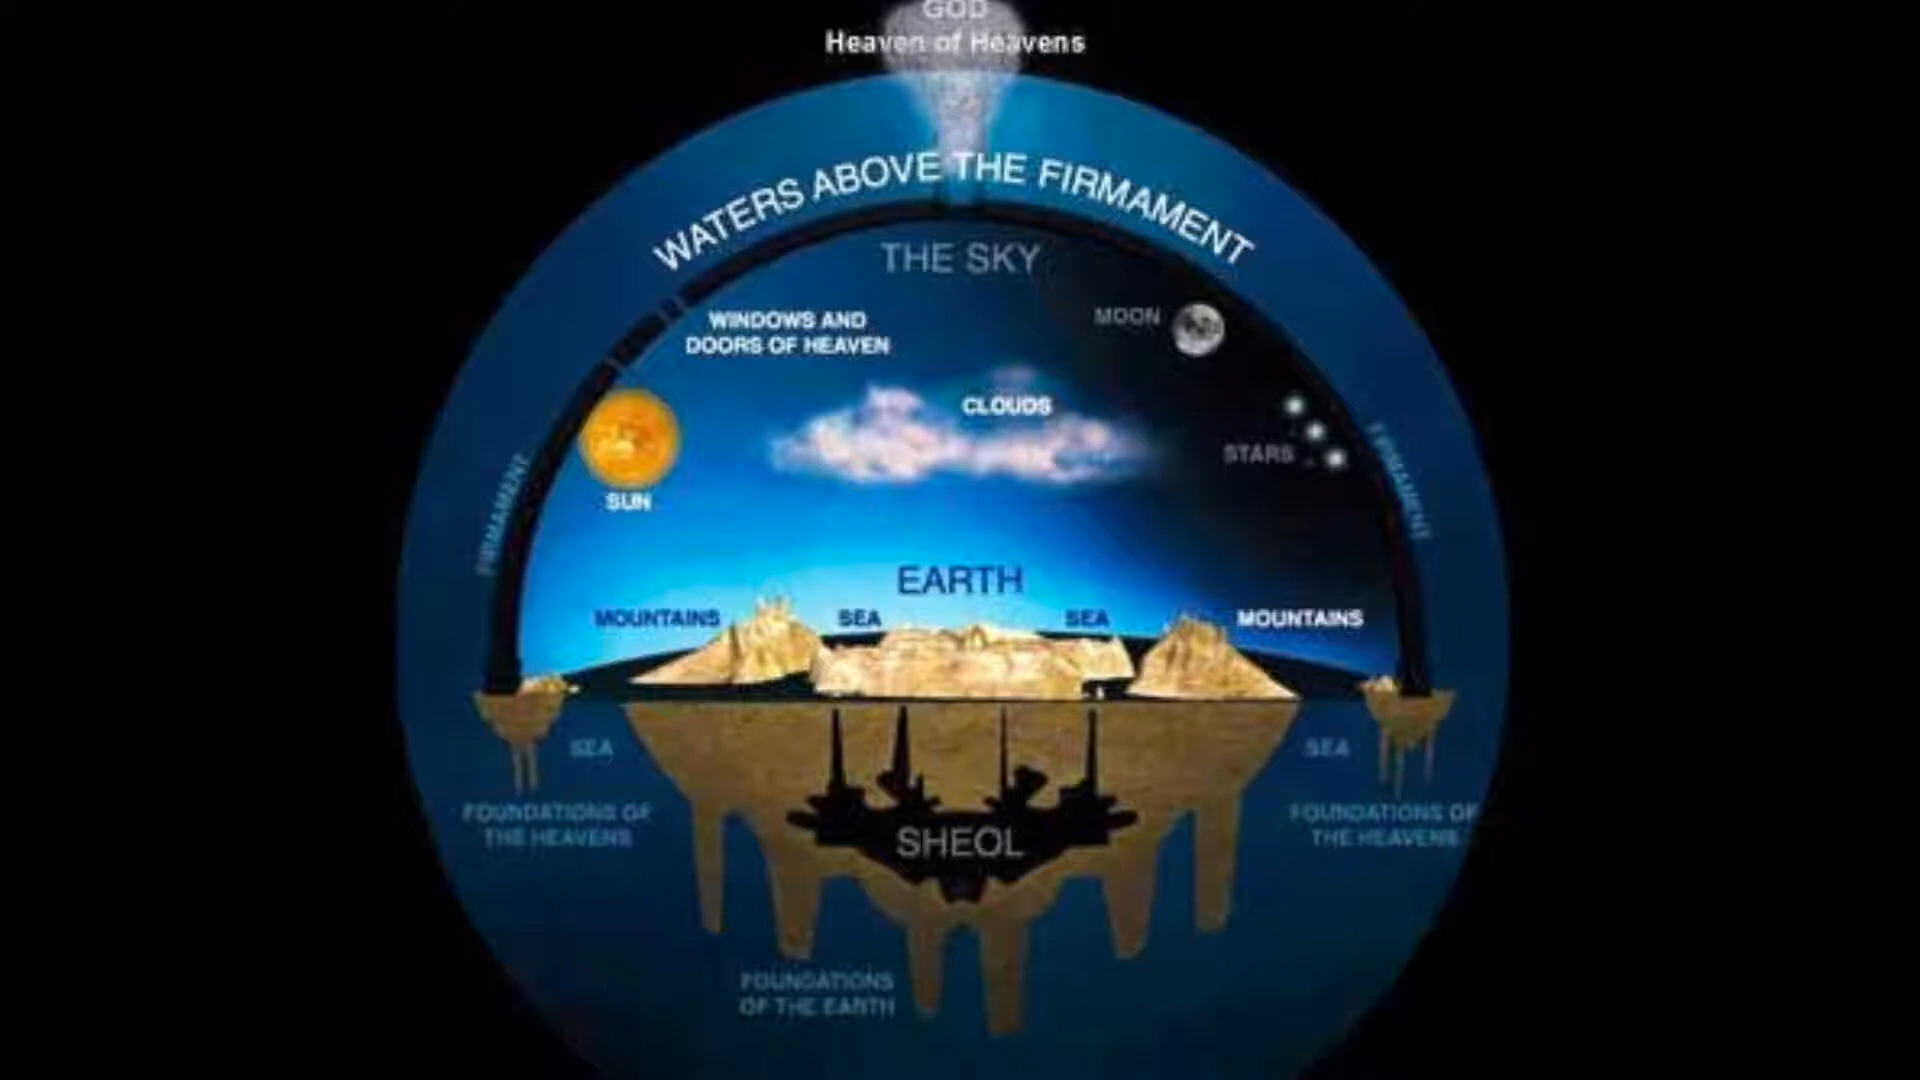 GOD
Heaven of Heavens
WATERS ABOVE THE FIRMAMENT
THE SKY
WINDOWS AND
DOORS OF HEAVEN
MOON
CLOUDS
STARS
SUN
FIRMAMENT
FIRMAMENT
EARTH
MOUNTAINS
SEA
SEA
MOUNTAINS
SEA
SEA
FOUNDATIONS OF
THE HEAVENS
FOUNDATIONS OF
THE HEAVENS
SHEOL
FOUNDATIONS
OF THE EARTH